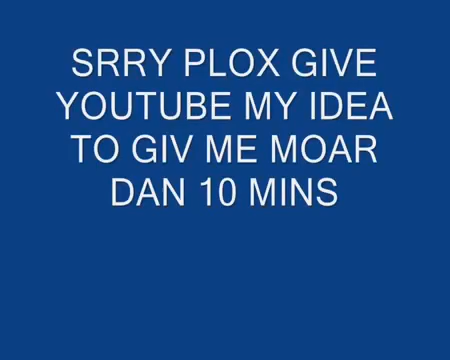 SRRY PLOX GIVE
YOUTUBE MY IDEA
TO GIV ME MOAR
DAN 10 MINS